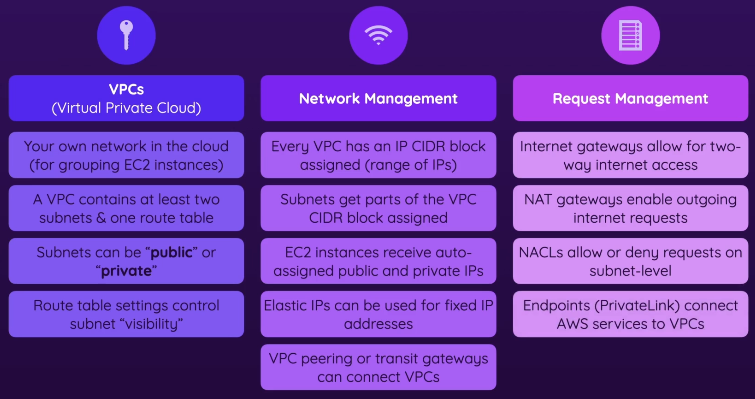 VPCs
(Virtual Private Cloud)
Your own network in the cloud
(for grouping EC2 instances)
A VPC contains at least two
subnets & one route table
Subnets can be “public” or
“private”
Route table settings control
subnet “visibility”
Network Management
Every VPC has an IP CIDR block
assigned (range of IPs)
Subnets get parts of the VPC
CIDR block assigned
EC2 instances receive auto-
assigned public and private IPs
Elastic IPs can be used for fixed IP
addresses
VPC peering or transit gateways
can connect VPCs
Request Management
Internet gateways allow for two-
way internet access
NAT gateways enable outgoing
internet requests
NACLs allow or deny requests on
subnet-level
Endpoints (PrivateLink) connect
AWS services to VPCs